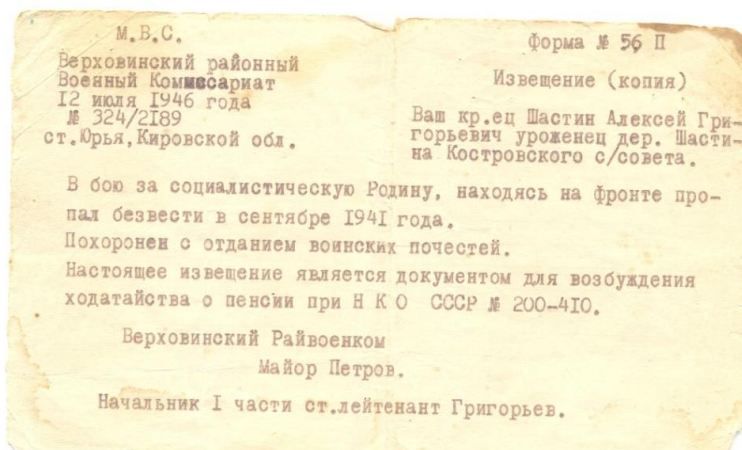 М.В.С.
Верховинский районный
Военный Коммссариат
12 июля 1946 года
№ 324/2189
ст.Юрья,Кировской обл.
Форма № 56 П
Извещение (копия)
Ваш кр.ец Шастин Алексей Гри-
горьевич уроженец дер. Шасти-
на Костровского с/совета.
В бою за социалистическую Родину, находясь на фронте про-
пал безвести в сентябре 1941 года.
Похоронен с отданием воинских почестей.
Настоящее извещение является документом для возбуждения
ходатайства о пенсии при Н К О СССР № 200-410.
Верховинский Райвоенком
Майор Петров.
Начальник I части ст.лейтенант Григорьев.